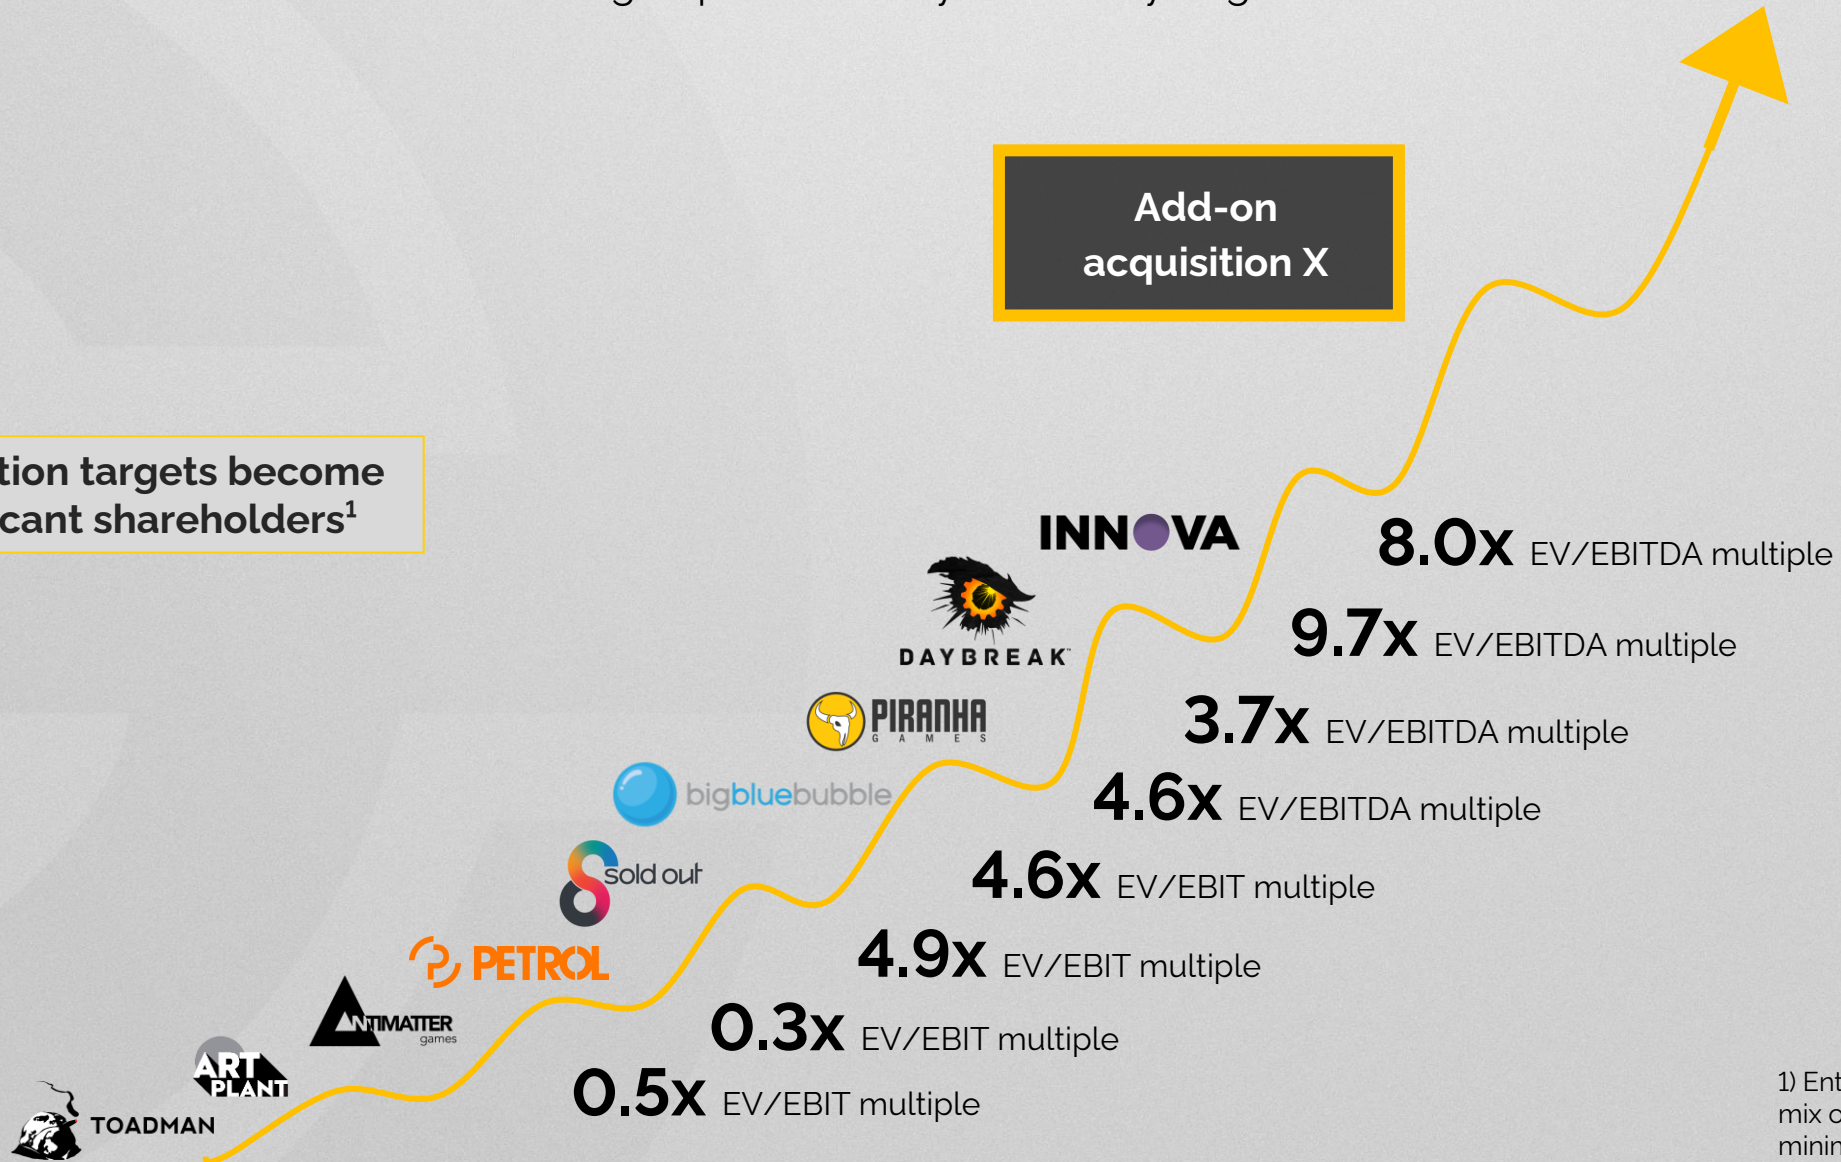 Add-on
acquisition X
targets become
shareholders¹
INNOVA
8.0x EV/EBITDA multiple
DAYBREAK
9.7x EV/EBITDA multiple
PIRANHA
GAMES
3.7x EV/EBITDA multiple
bigbluebubble
4.6x EV/EBITDA multiple
sold out
4.6x EV/EBIT multiple
PETROL
4.9x EV/EBIT multiple
ANTIMATTER
games
0.3x EV/EBIT multiple
ART
PLANT
0.5x EV/EBIT multiple
TOADMAN
1)
mix